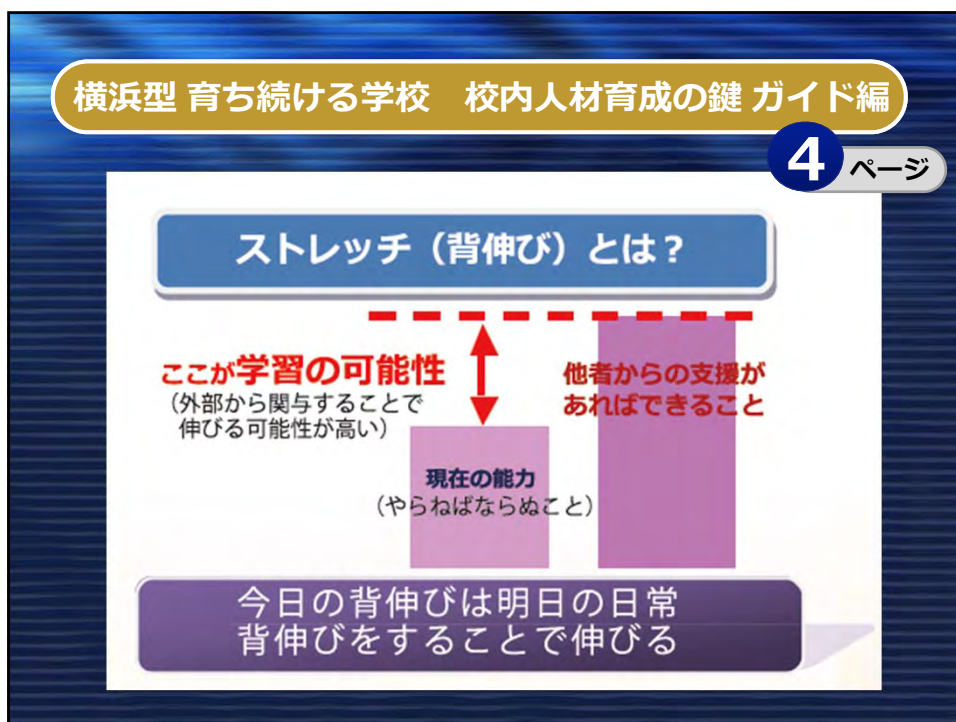 横浜型 育ち続ける学校　校内人材育成の鍵 ガイド編
4 ページ
ストレッチ（背伸び）とは？
ここが学習の可能性
（外部から関与することで
伸びる可能性が高い）
他者からの支援が
あればできること
現在の能力
（やらねばならぬこと）
今日の背伸びは明日の日常
背伸びをすることで伸びる